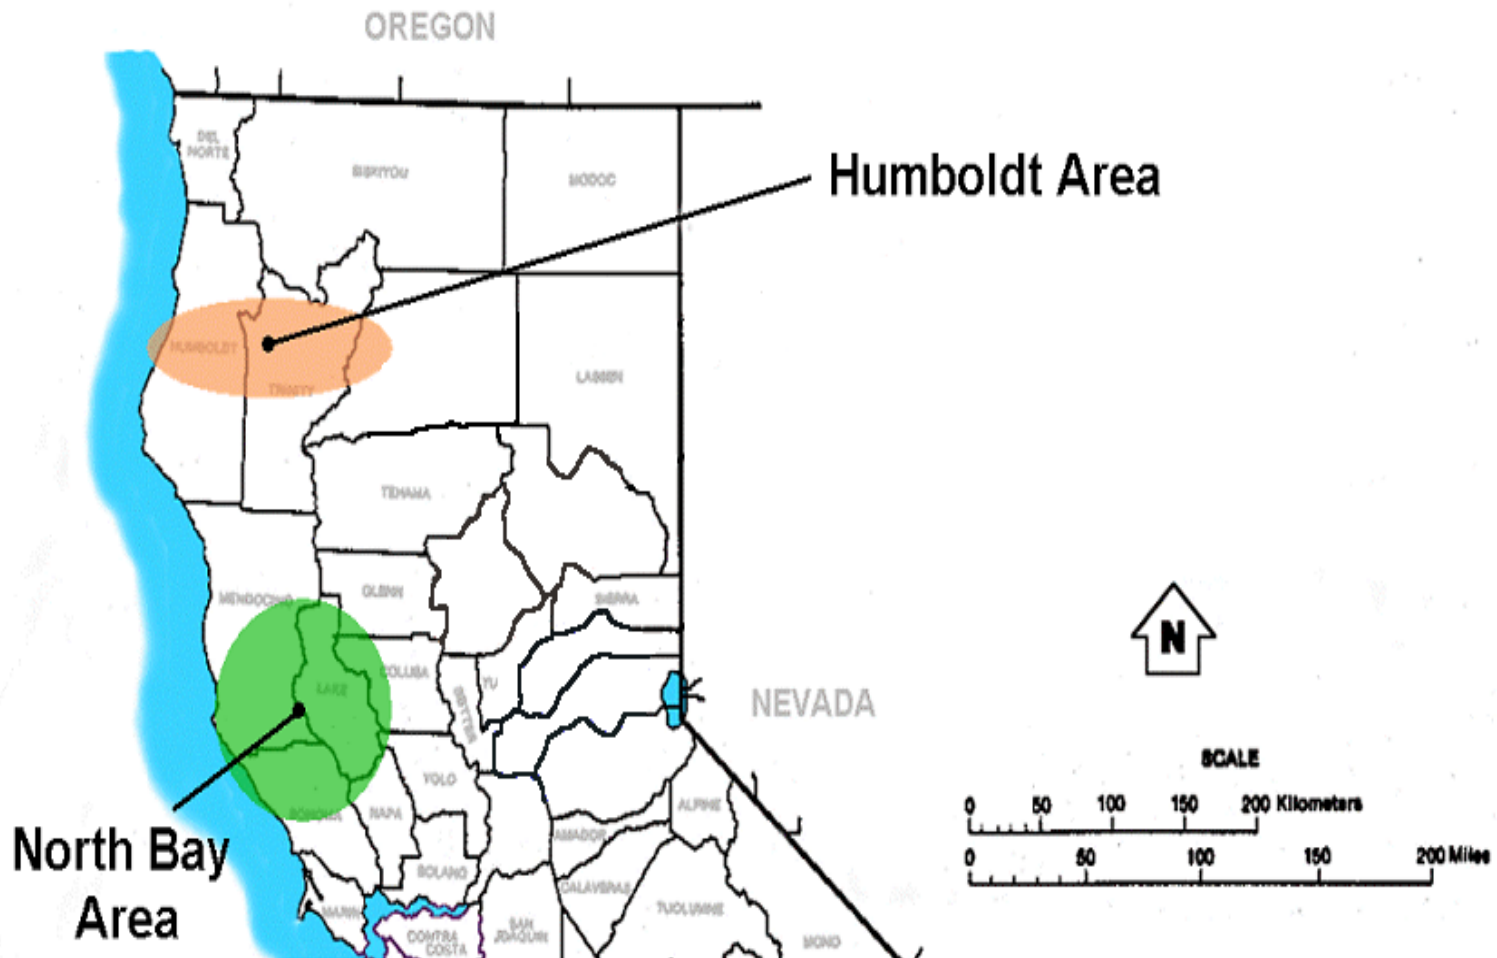 OREGON
DEL
NORTE
SISKIYOU
MODOC
Humboldt Area
HUMBOLDT
TRINITY
LASSEN
TEHAMA
MENDOCINO
GLENN
SIERRA
COLUSA
LAKE
YU
SUTTER
NEVADA
SCALE
YOLO
0 50 100 150 200 Kilometers
SONOMA
NAPA
ALPINE
AMADOR
North Bay
Area
0 50 100 150 200 Miles
SOLANO
CALAVERAS
MARIN
TUOLUMNE
CONTRA
COSTA
SAN
JOAQUIN
MONO
N